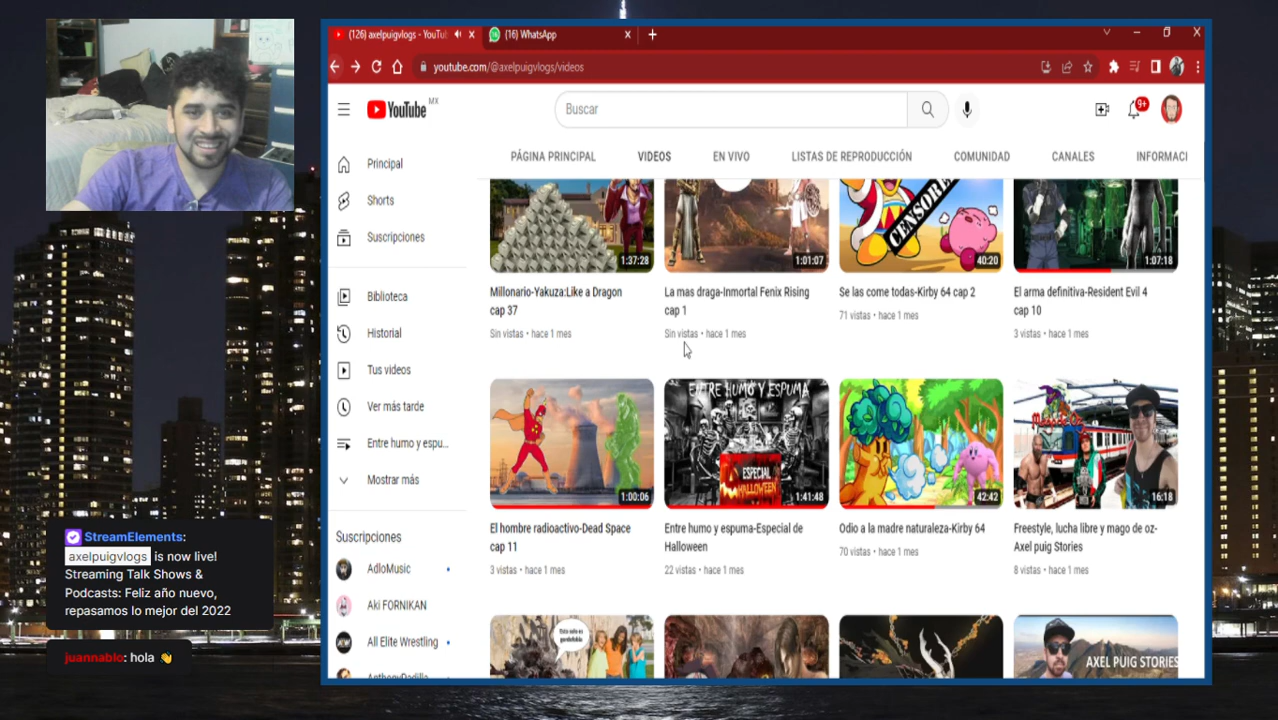 (126) axelpuigvlogs - YouTu
(16) WhatsApp
youtube.com/@axelpuigvlogs/videos
YouTube MX
Buscar
9+
PÁGINA PRINCIPAL
VIDEOS
EN VIVO
LISTAS DE REPRODUCCIÓN
COMUNIDAD
CANALES
INFORMACI
Principal
Shorts
Suscripciones
Biblioteca
Historial
Tus videos
Ver más tarde
Entre humo y espu...
Mostrar más
Suscripciones
AdloMusic
Aki FORNIKAN
All Elite Wrestling
AnthonyPadilla
1:37:28
Millonario-Yakuza:Like a Dragon
cap 37
Sin vistas • hace 1 mes
1:01:07
La mas draga-Inmortal Fenix Rising
cap 1
Sin vistas • hace 1 mes
CENSORED
40:20
Se las come todas-Kirby 64 cap 2
71 vistas • hace 1 mes
1:07:18
El arma definitiva-Resident Evil 4
cap 10
3 vistas • hace 1 mes
1:00:06
El hombre radioactivo-Dead Space
cap 11
3 vistas • hace 1 mes
ENTRE HUMO Y ESPUMA
ESPECIAL
HALLOWEEN
1:41:48
Entre humo y espuma-Especial de
Halloween
22 vistas • hace 1 mes
42:42
Odio a la madre naturaleza-Kirby 64
70 vistas • hace 1 mes
16:18
Freestyle, lucha libre y mago de oz-
Axel puig Stories
8 vistas • hace 1 mes
AXEL PUIG STORIES
StreamElements:
axelpuigvlogs is now live!
Streaming Talk Shows &
Podcasts: Feliz año nuevo,
repasamos lo mejor del 2022
juannablo: hola 👋